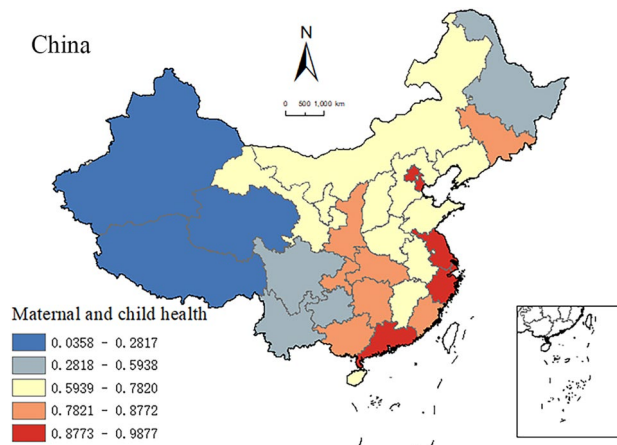 China
N
0 500 1,000 km
Maternal and child health
0.0358 - 0.2817
0.2818 - 0.5938
0.5939 - 0.7820
0.7821 - 0.8772
0.8773 - 0.9877